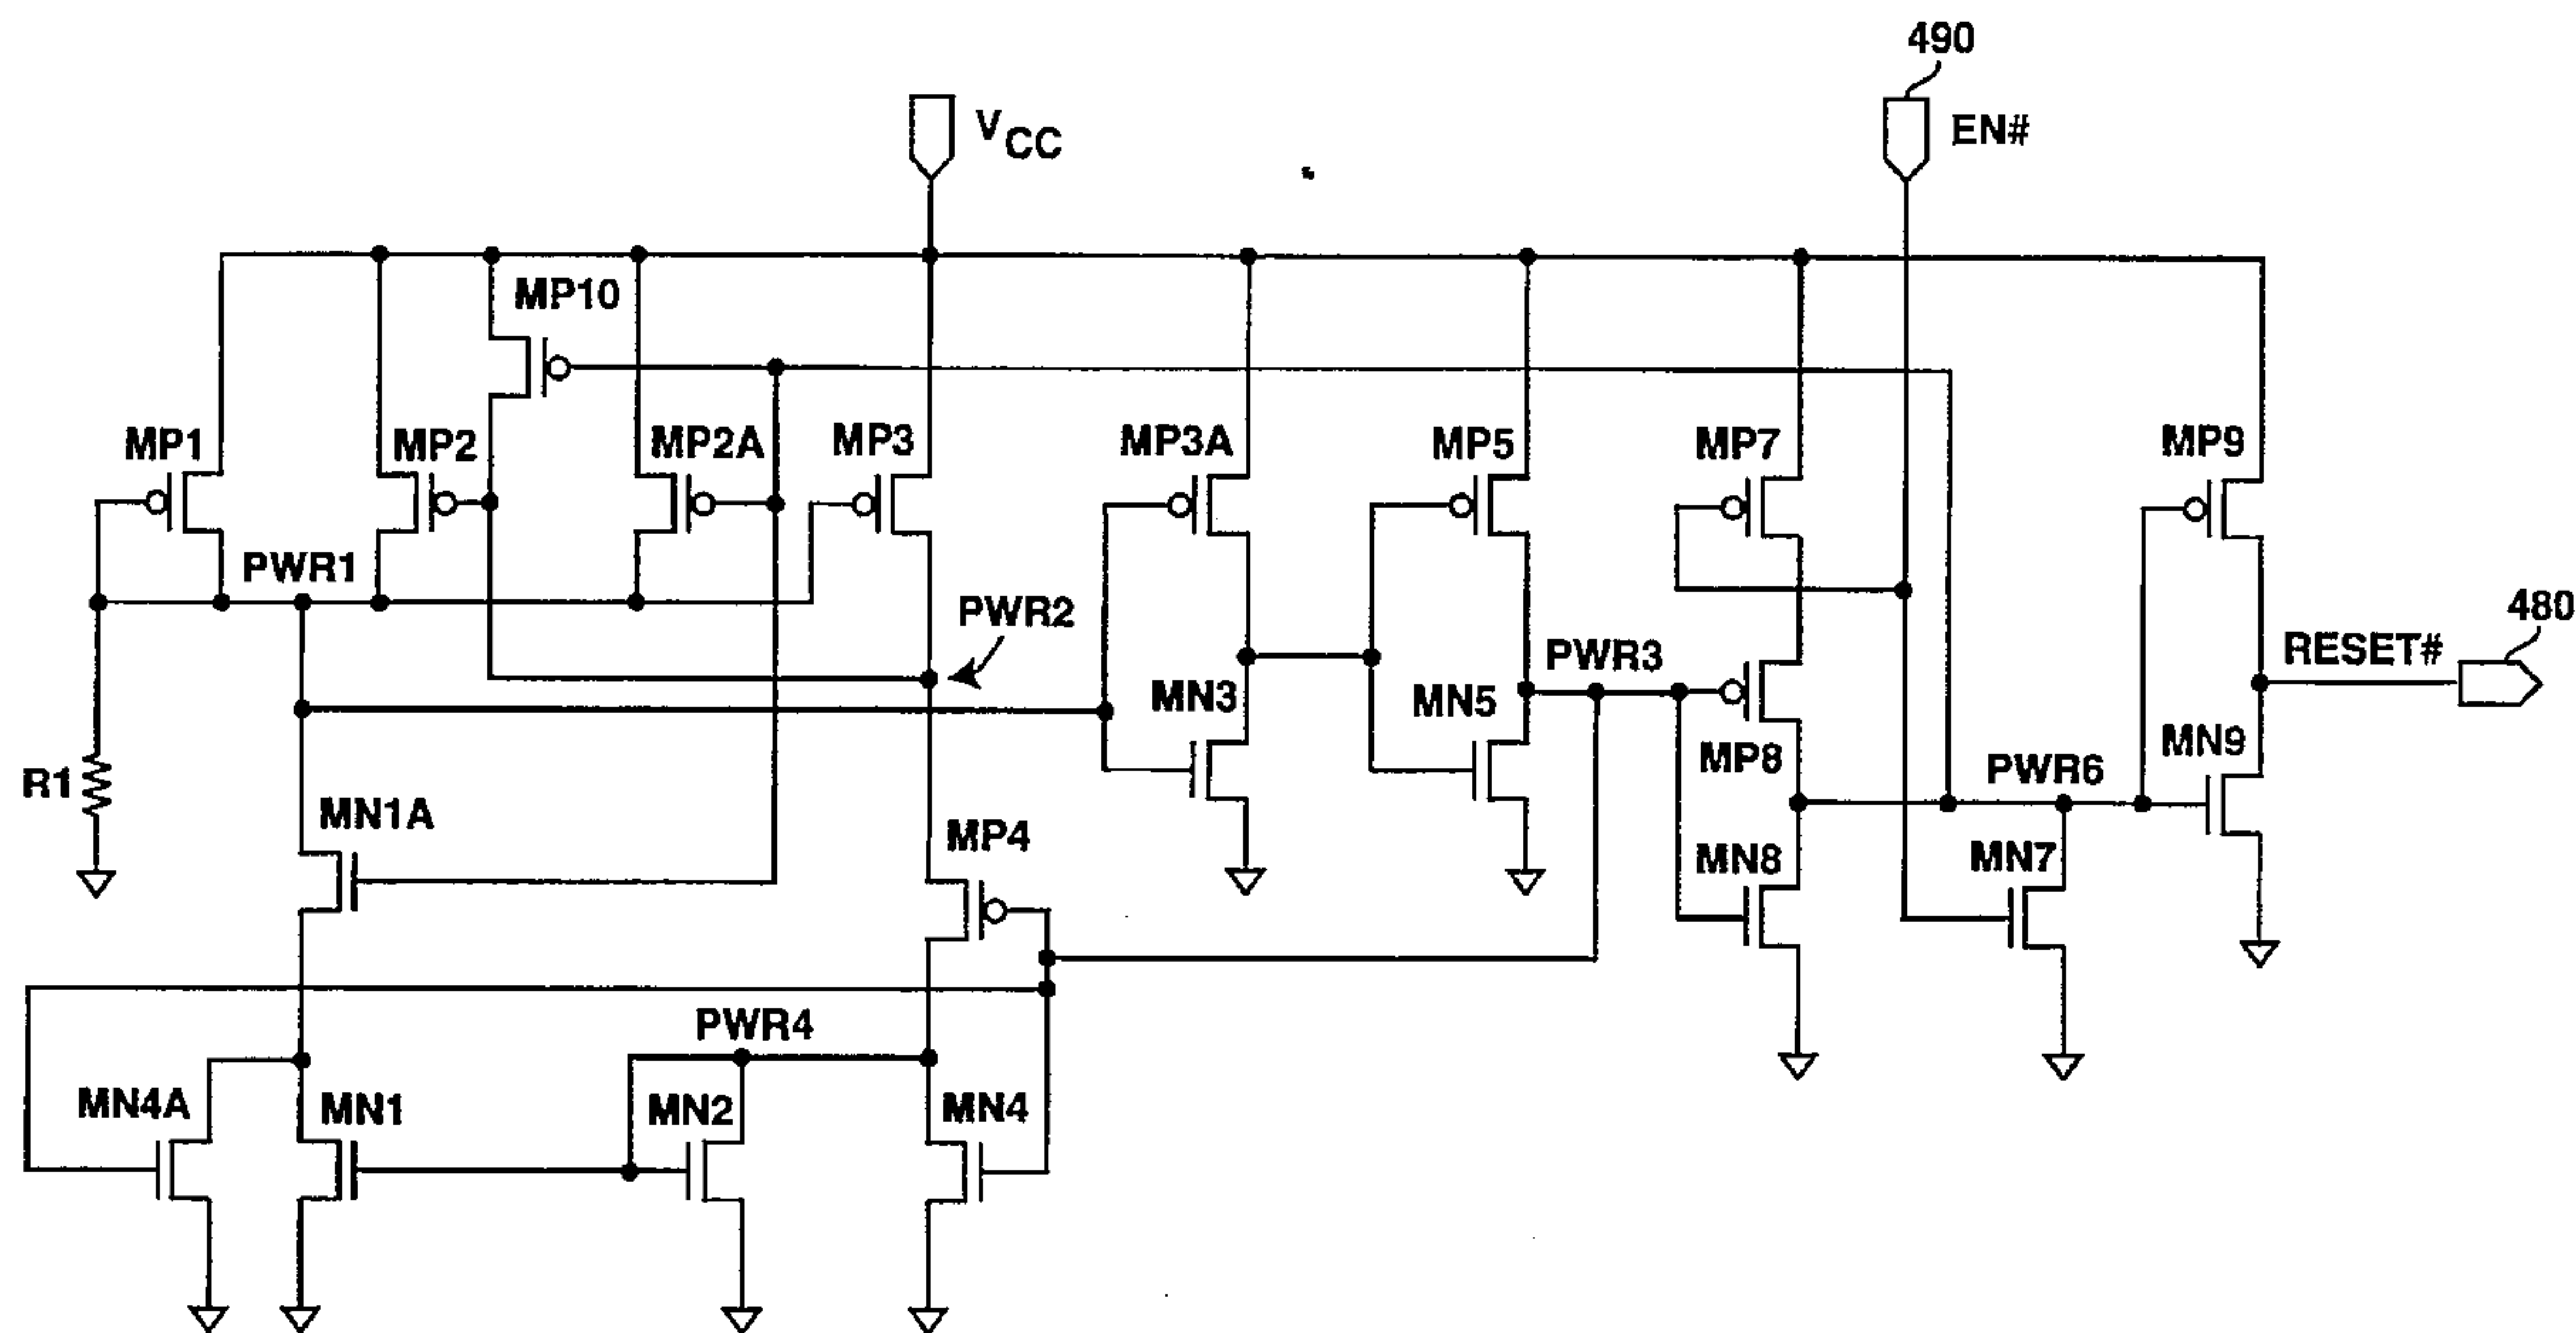 490
VCC
EN#
MP10
MP1
MP2
MP2A
MP3
MP3A
MP5
MP7
MP9
PWR1
PWR2
480
PWR3
RESET#
MN3
MN5
MP8
MN9
R1
PWR6
MN1A
MP4
MN8
MN7
PWR4
MN4A
MN1
MN2
MN4